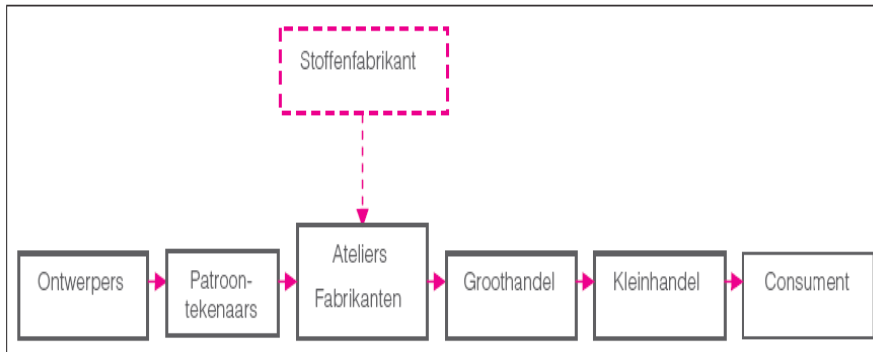 Stoffenfabrikant
Ontwerpers
Patroon-
tekenaars
Ateliers
Fabrikanten
Groothandel
Kleinhandel
Consument